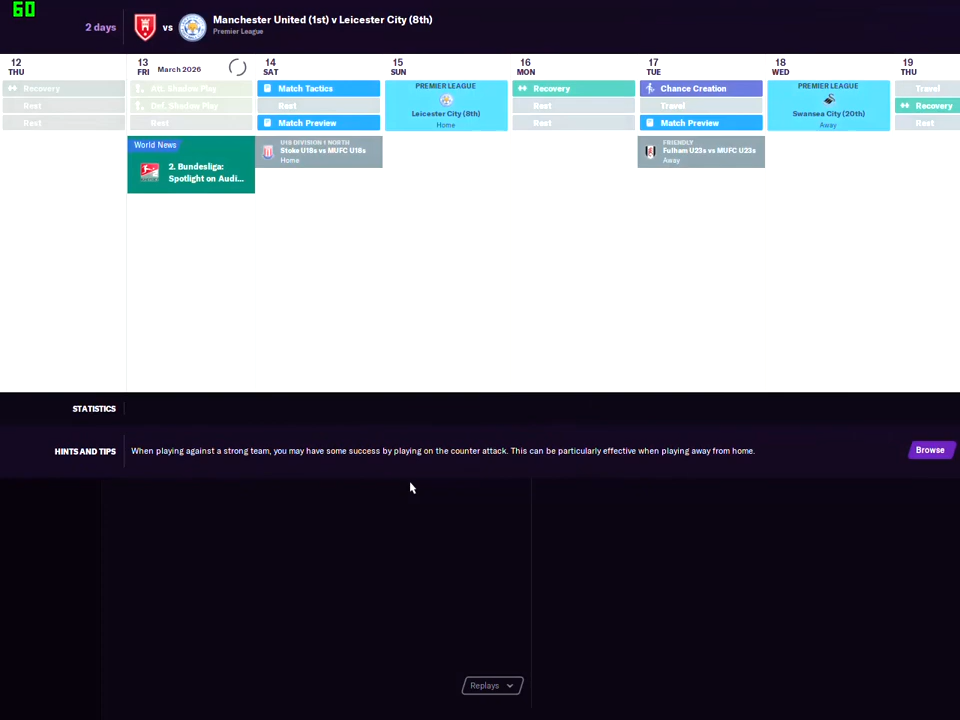 60
2 days
vs
Manchester United (1st) v Leicester City (8th)
Premier League
12
THU
13
FRI
March 2026
14
SAT
15
SUN
16
MON
17
TUE
18
WED
19
THU
Recovery
Rest
Rest
Att. Shadow Play
Def. Shadow Play
Rest
Match Tactics
Rest
Match Preview
PREMIER LEAGUE
Leicester City (8th)
Home
Recovery
Rest
Rest
Chance Creation
Travel
Match Preview
PREMIER LEAGUE
Swansea City (20th)
Away
Travel
Recovery
Rest
World News
2. Bundesliga:
Spotlight on Audi...
U18 DIVISION 1 NORTH
Stoke U18s vs MUFC U18s
Home
FRIENDLY
Fulham U23s vs MUFC U23s
Away
STATISTICS
HINTS AND TIPS
When playing against a strong team, you may have some success by playing on the counter attack. This can be particularly effective when playing away from home.
Browse
Replays